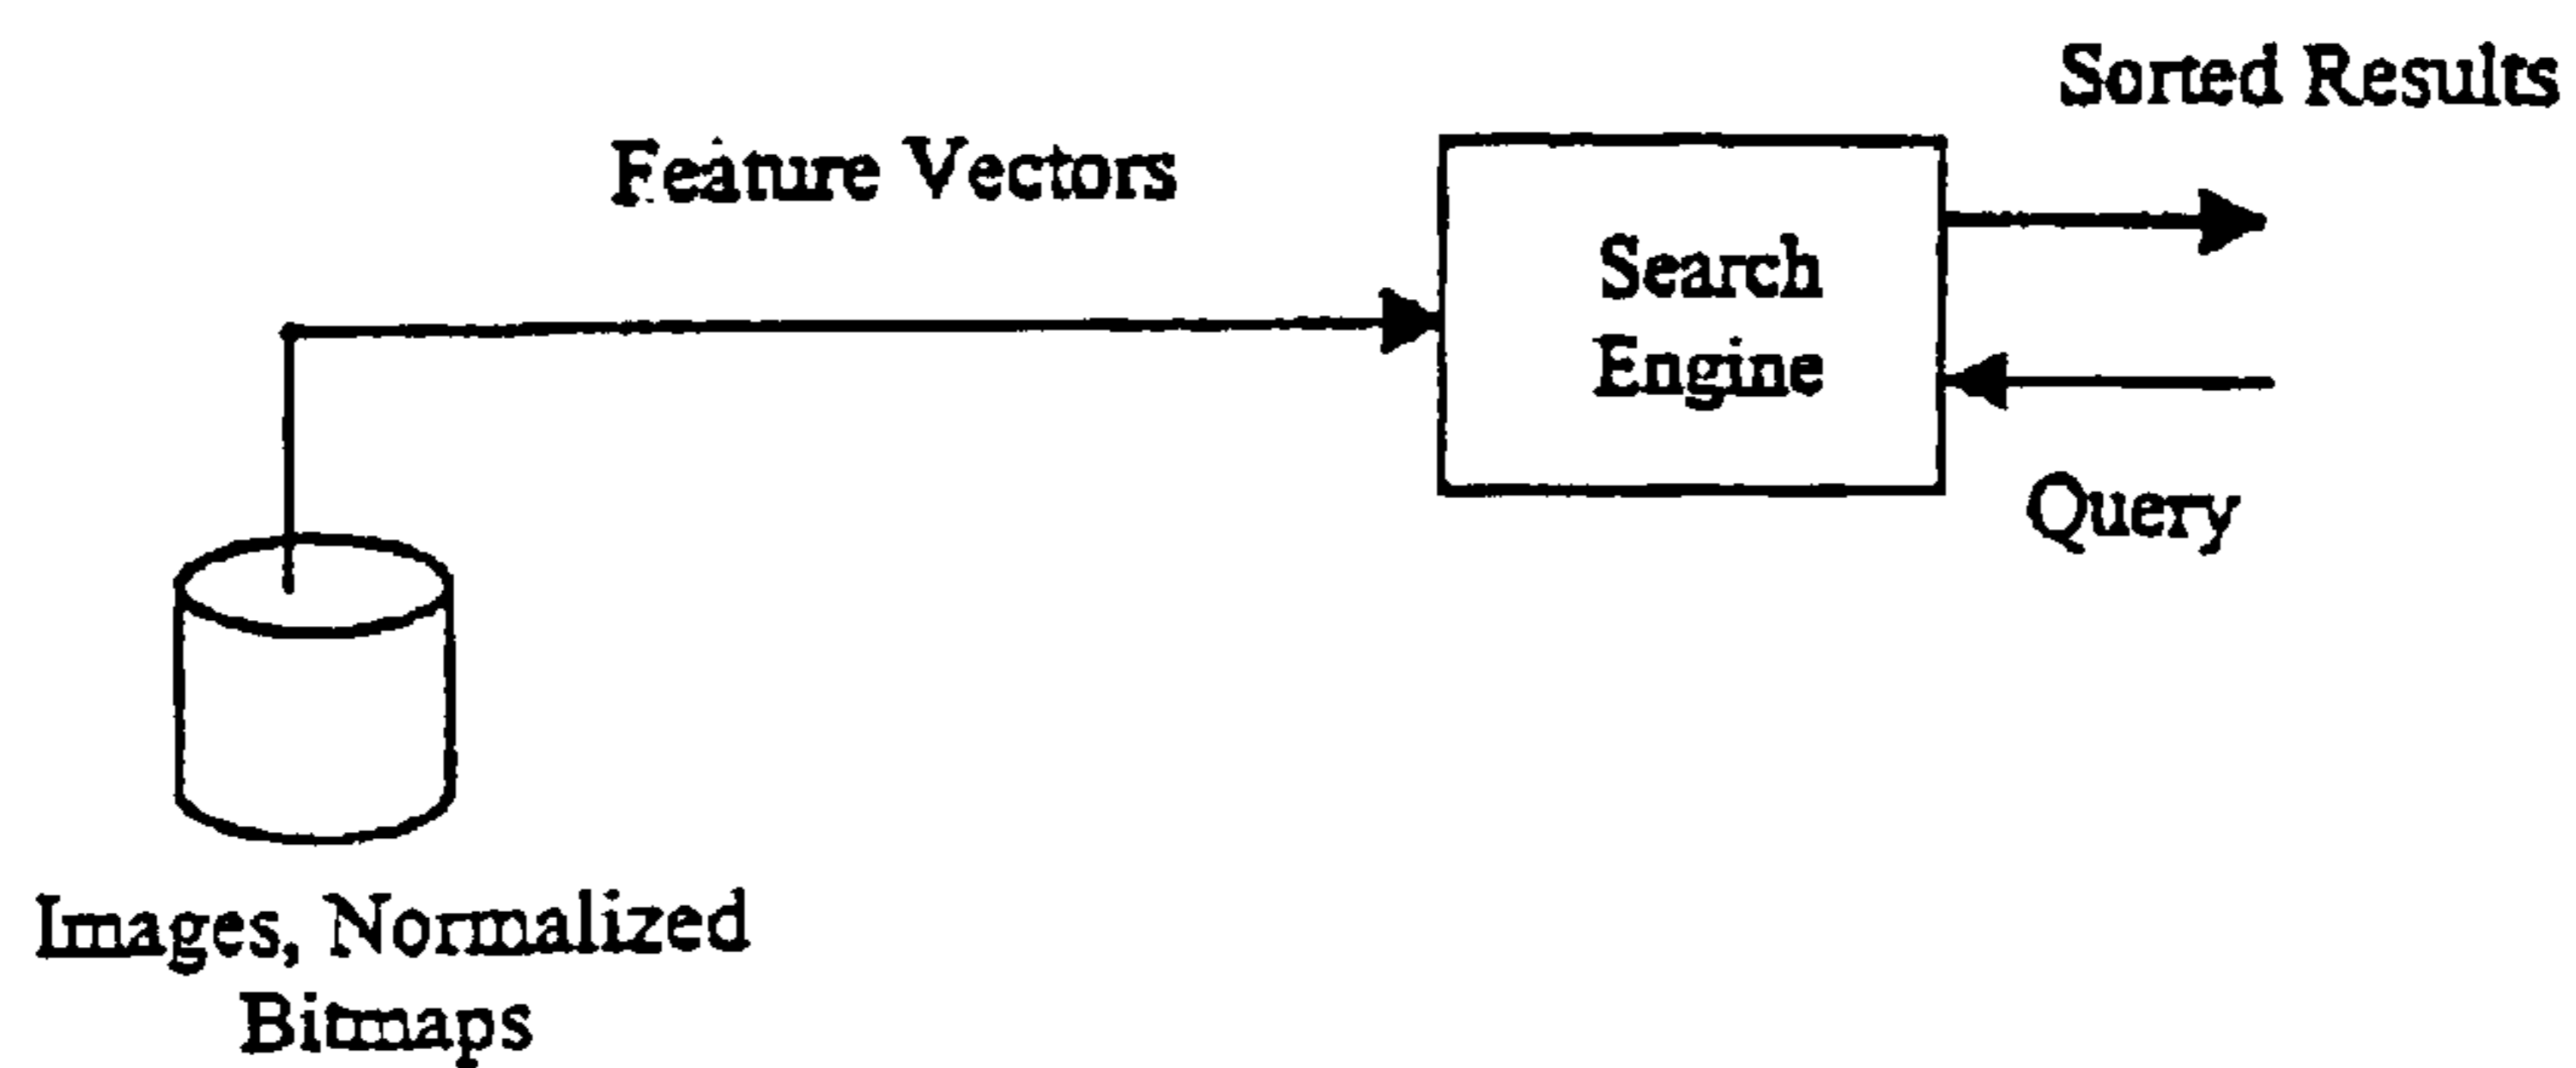 Sorted Results
Feature Vectors
Search
Engine
Query
Images, Normalized
Bitmaps